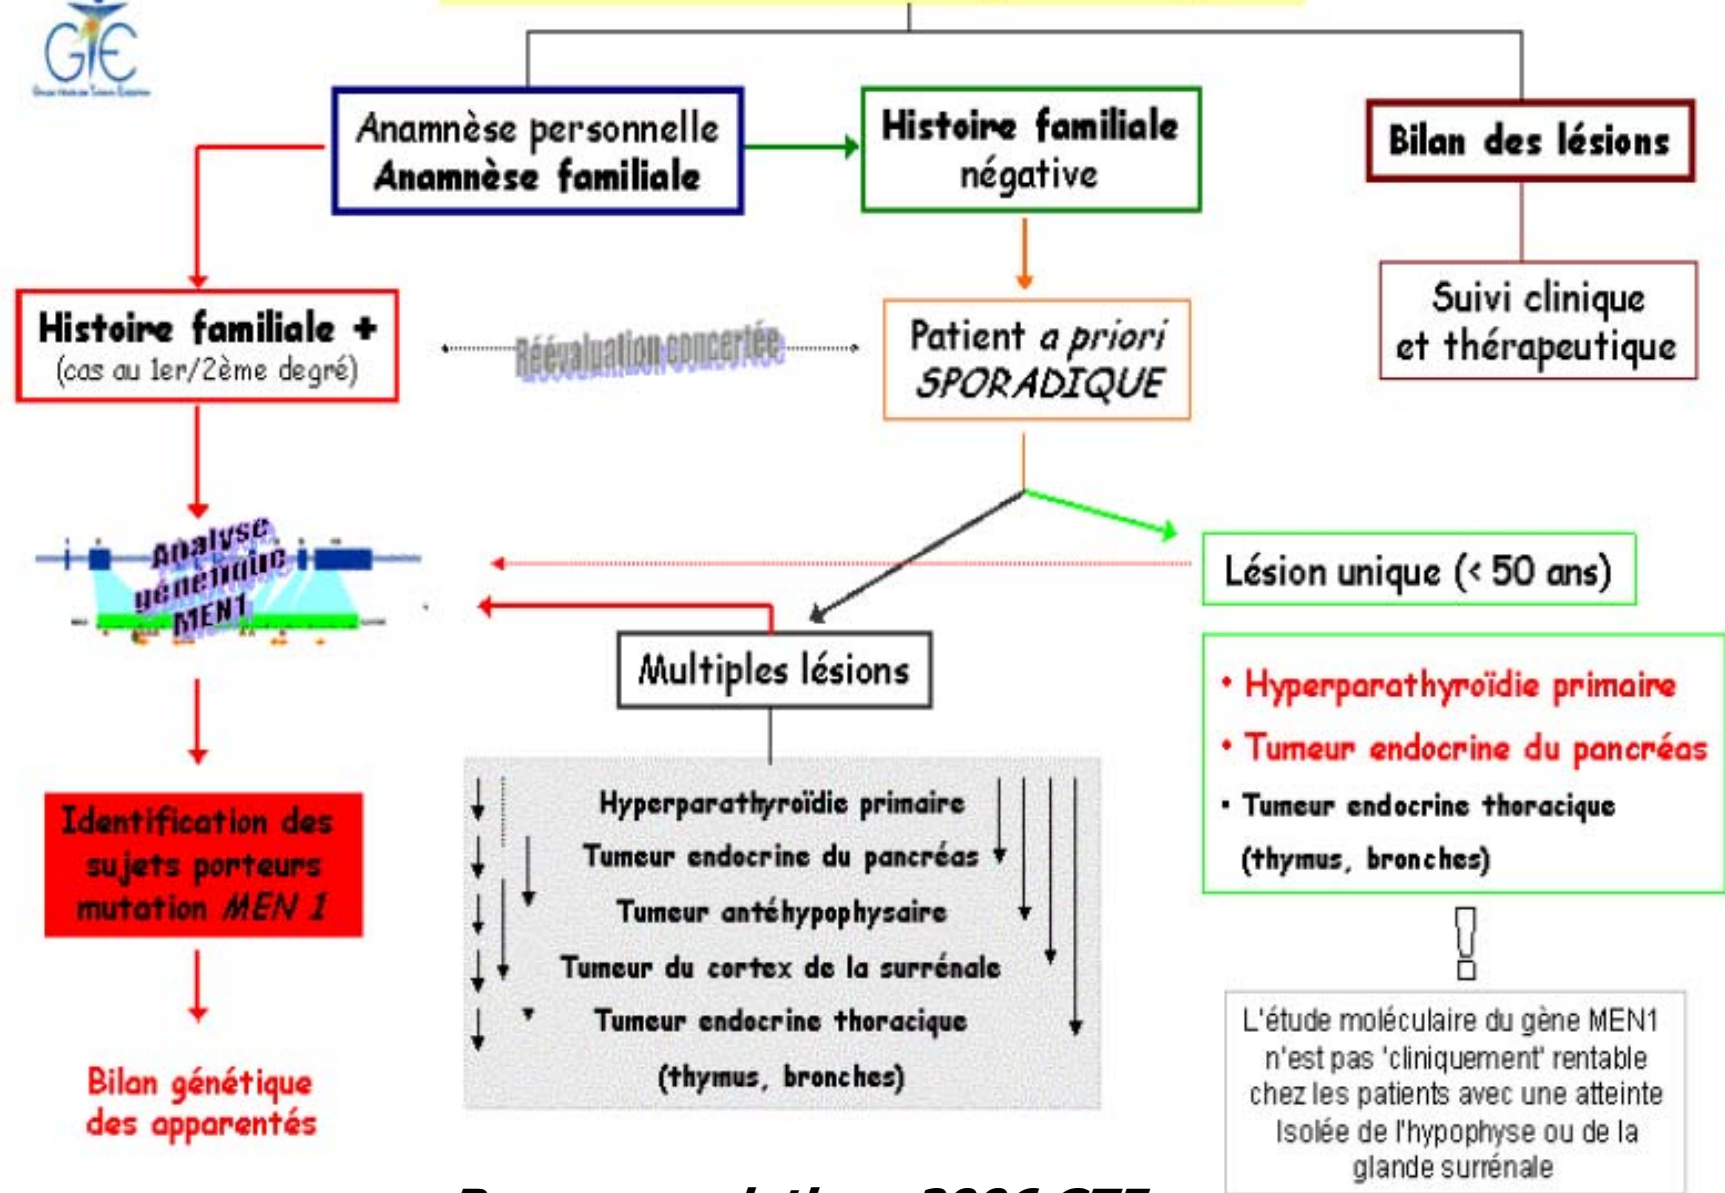 GTE
Anamnèse personnelle
Anamnèse familiale
Histoire familiale
négative
Bilan des lésions
Histoire familiale +
(cas au 1er/2ème degré)
Réévaluation concertée
Patient a priori
SPORADIQUE
Suivi clinique
et thérapeutique
Analyse
génétique
MEN1
Lésion unique (< 50 ans)
Multiples lésions
• Hyperparathyroïdie primaire
• Tumeur endocrine du pancréas
• Tumeur endocrine thoracique
(thymus, bronches)
Identification des
sujets porteurs
mutation MEN 1
Hyperparathyroïdie primaire
Tumeur endocrine du pancréas
Tumeur antéhypophysaire
Tumeur du cortex de la surrénale
Tumeur endocrine thoracique
(thymus, bronches)
!
L'étude moléculaire du gène MEN1
n'est pas 'cliniquement' rentable
chez les patients avec une atteinte
Isolée de l'hypophyse ou de la
glande surrénale
Bilan génétique
des apparentés